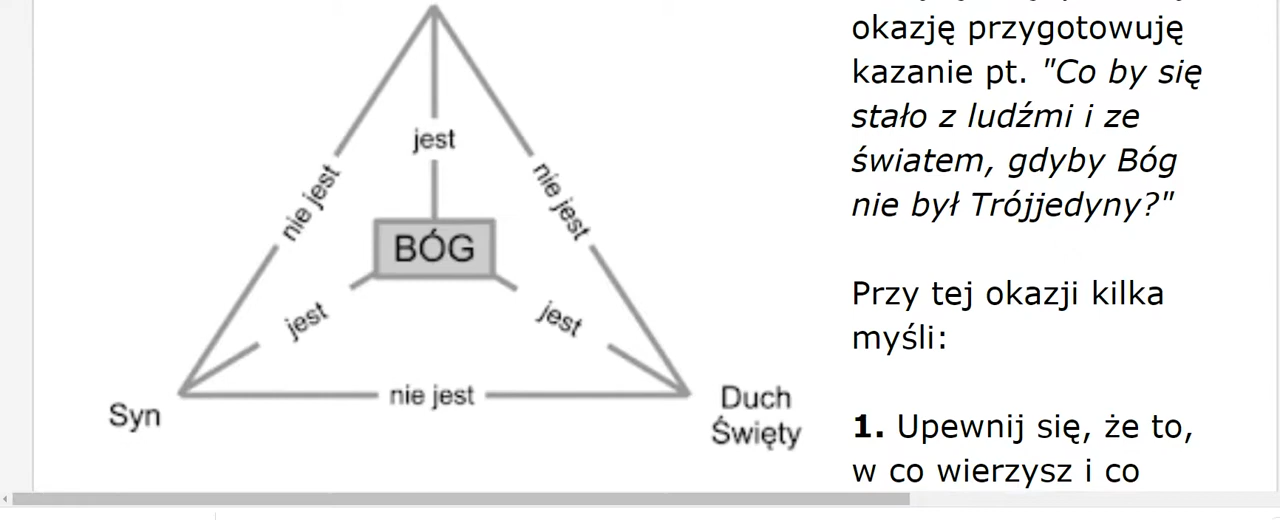 jest
nie jest
nie jest
BÓG
jest
jest
nie jest
Syn
Duch
Święty
okazję przygotowuję
kazanie pt. "Co by się
stało z ludźmi i ze
światem, gdyby Bóg
nie był Trójjedyny?"
Przy tej okazji kilka
myśli:
1. Upewnij się, że to,
w co wierzysz i co